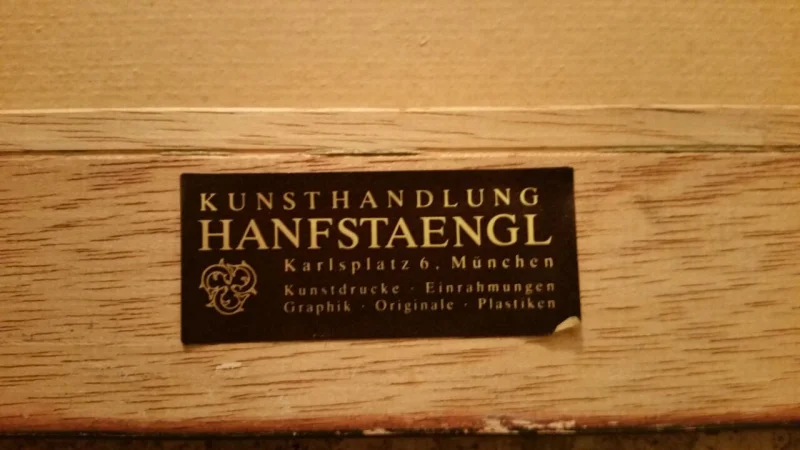 KUNSTHANDLUNG
HANFSTAENGL
Karlsplatz 6, München
Kunstdrucke · Einrahmungen
Graphik · Originale · Plastiken